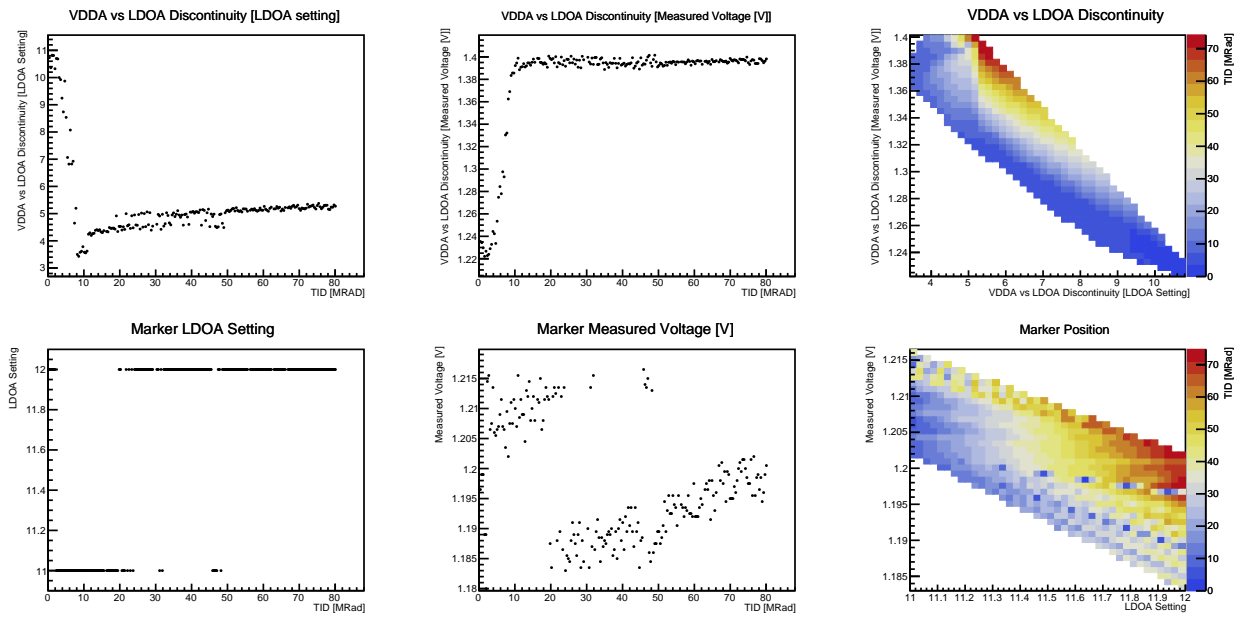 VDDA vs LDOA Discontinuity [LDOA setting]
VDDA vs LDOA Discontinuity [LDOA Setting]
11
10
9
8
7
6
5
4
3
0 10 20 30 40 50 60 70 80
TID [MRAD]
VDDA vs LDOA Discontinuity [Measured Voltage [V]]
VDDA vs LDOA Discontinuity [Measured Voltage [V]]
1.4
1.38
1.36
1.34
1.32
1.3
1.28
1.26
1.24
1.22
0 10 20 30 40 50 60 70 80
TID [MRAD]
VDDA vs LDOA Discontinuity
VDDA vs LDOA Discontinuity [Measured Voltage [V]]
1.4
1.38
1.36
1.34
1.32
1.3
1.28
1.26
1.24
4 5 6 7 8 9 10
VDDA vs LDOA Discontinuity [LDOA Setting]
TID [MRad]
70
60
50
40
30
20
10
0
Marker LDOA Setting
LDOA Setting
12
11.8
11.6
11.4
11.2
11
0 10 20 30 40 50 60 70 80
TID [MRad]
Marker Measured Voltage [V]
Measured Voltage [V]
1.215
1.21
1.205
1.2
1.195
1.19
1.185
1.18
0 10 20 30 40 50 60 70 80
TID [MRad]
Marker Position
Measured Voltage [V]
1.215
1.21
1.205
1.2
1.195
1.19
1.185
11 11.1 11.2 11.3 11.4 11.5 11.6 11.7 11.8 11.9 12
LDOA Setting
TID [MRad]
70
60
50
40
30
20
10
0